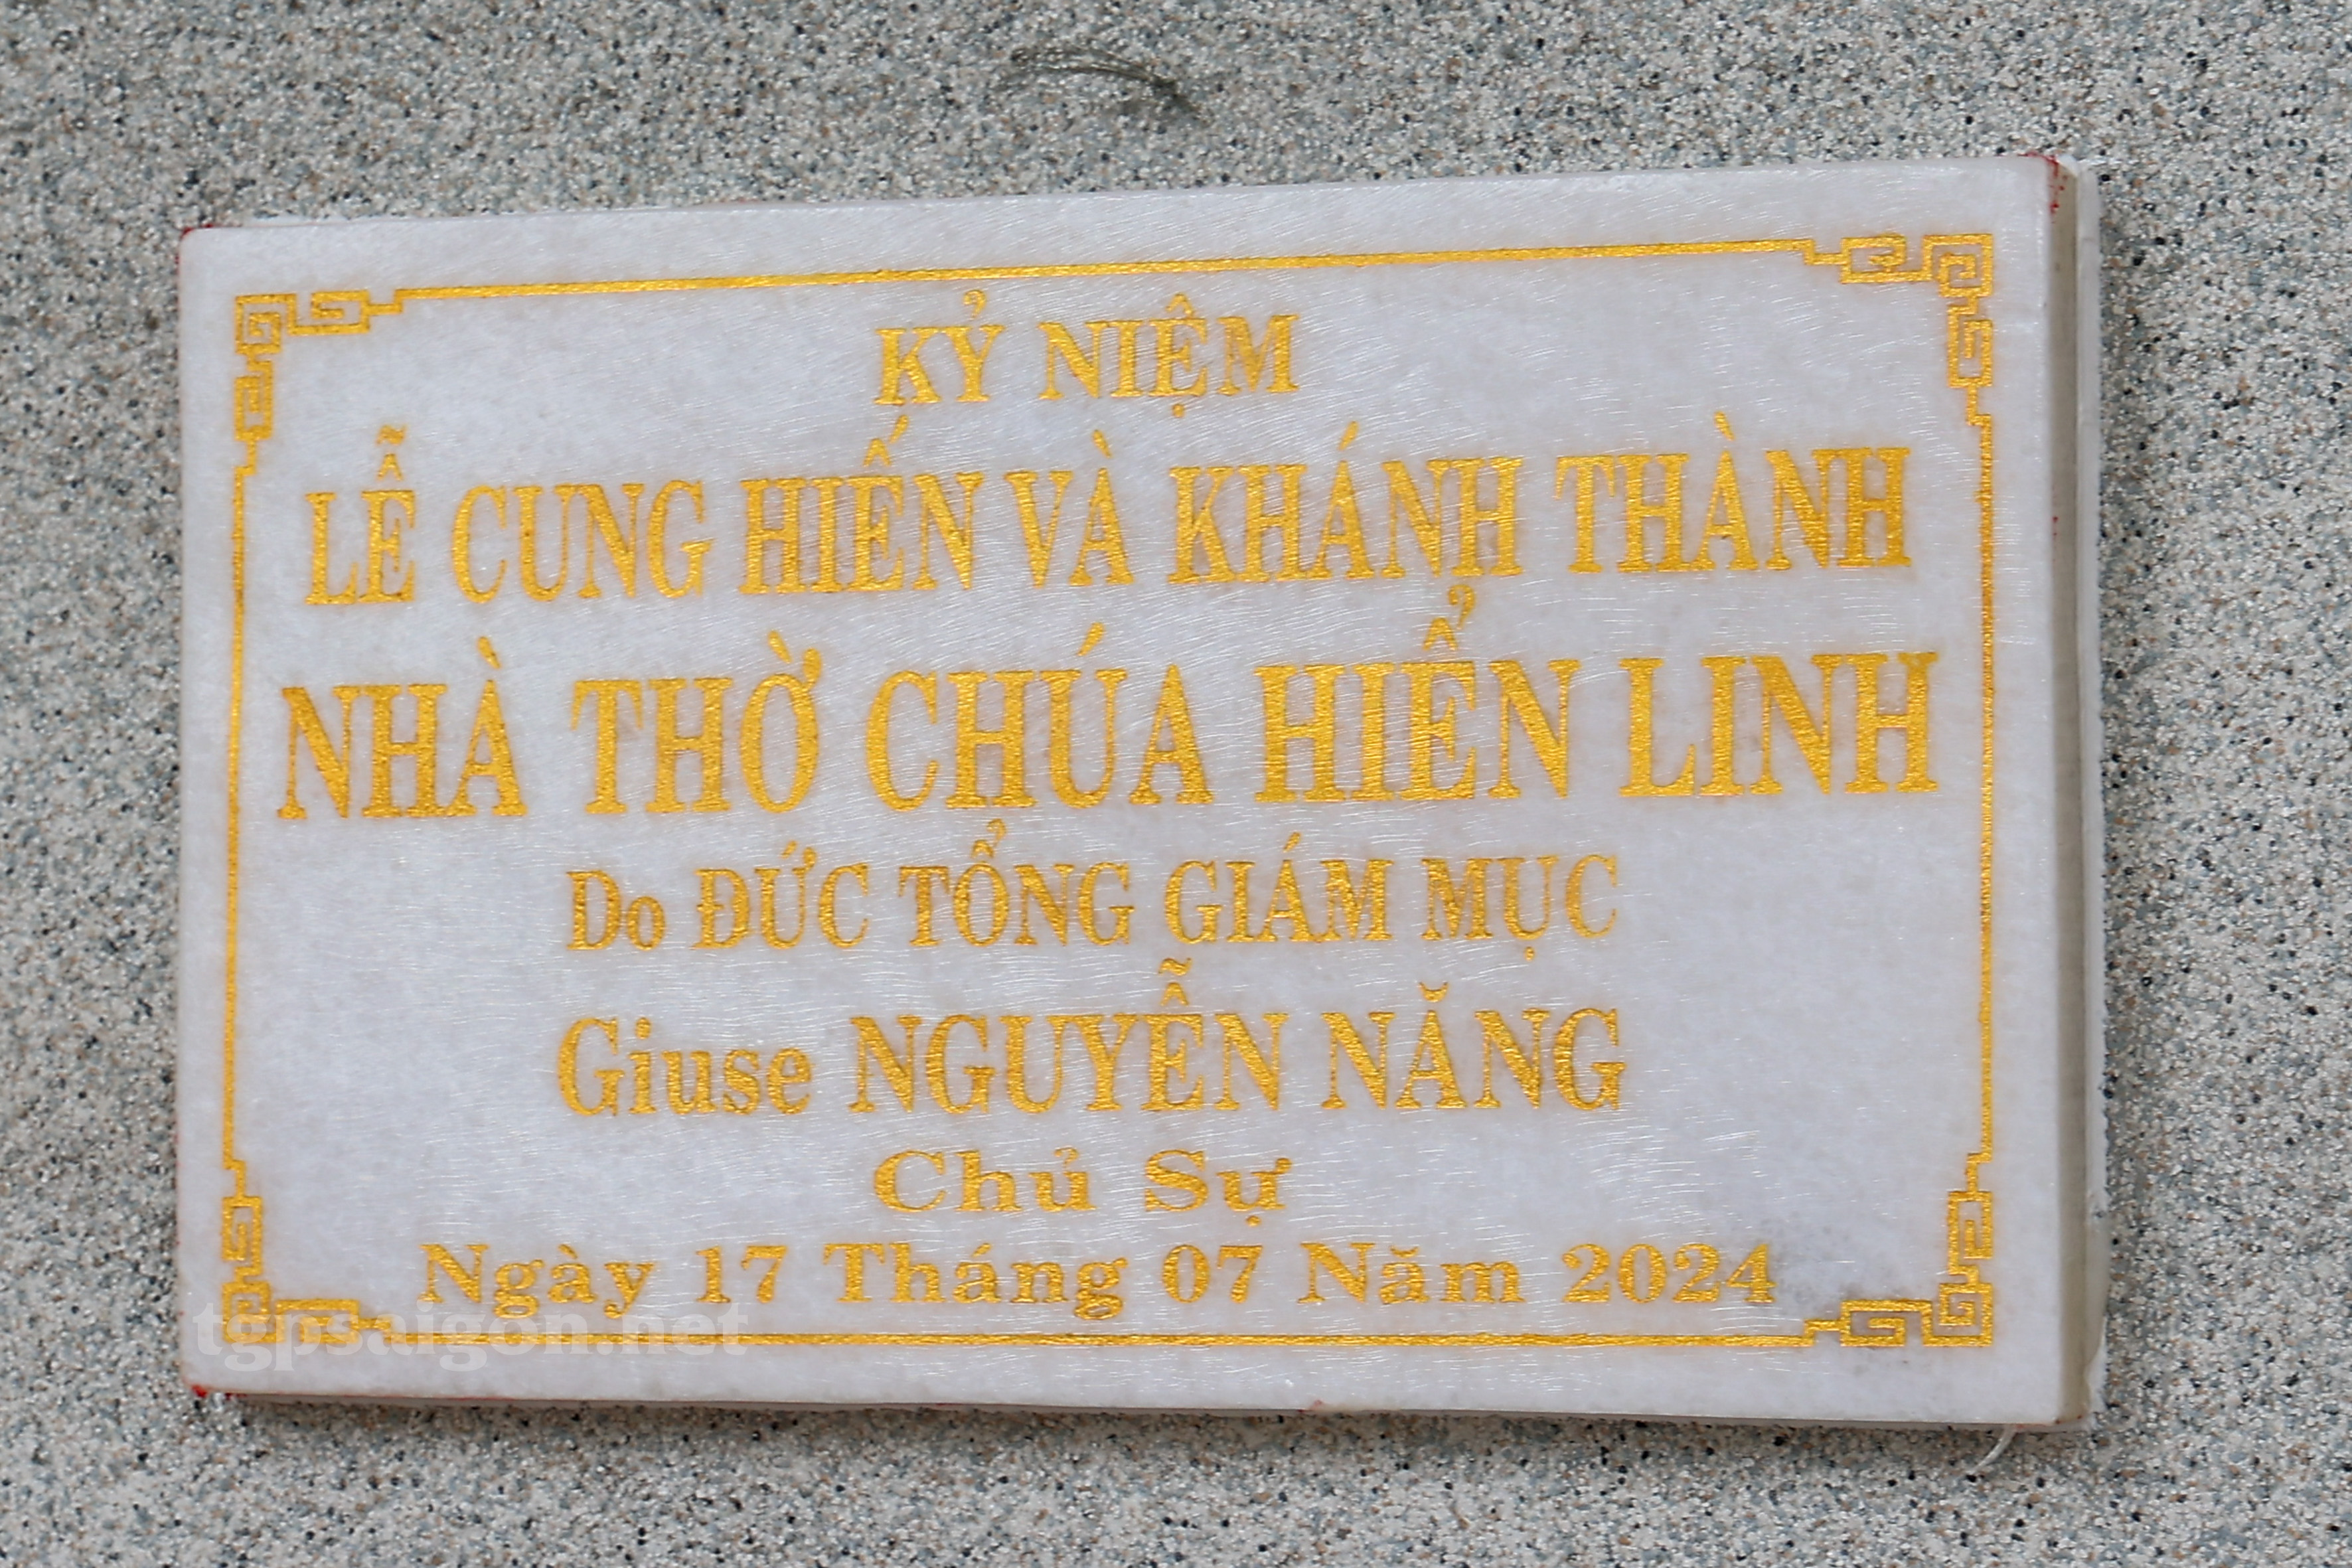 KỶ NIỆM
LỄ CUNG HIẾN VÀ KHÁNH THÀNH
NHÀ THỜ CHÚA HIỂN LINH
Do ĐỨC TỔNG GIÁM MỤC
Giuse NGUYỄN NĂNG
Chủ Sự
Ngày 17 Tháng 07 Năm 2024
tgpsaigon.net